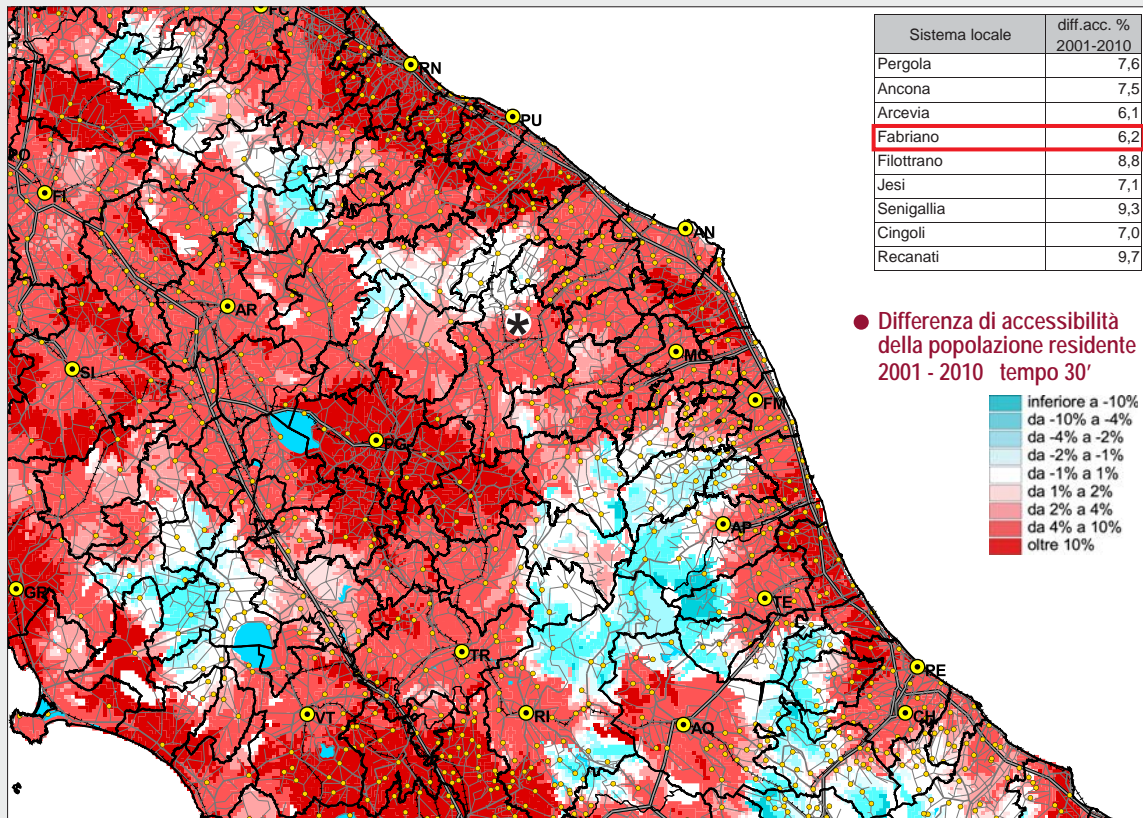 Sistema locale diff.acc. % 2001-2010
Pergola 7,6
Ancona 7,5
Arcevia 6,1
Fabriano 6,2
Filottrano 8,8
Jesi 7,1
Senigallia 9,3
Cingoli 7,0
Recanati 9,7
Differenza di accessibilità
della popolazione residente
2001 - 2010 tempo 30'
inferiore a -10%
da -10% a -4%
da -4% a -2%
da -2% a -1%
da -1% a 1%
da 1% a 2%
da 2% a 4%
da 4% a 10%
oltre 10%
FC
RN
PU
FI
AN
AR
*
MC
SI
FM
PG
AP
GR
TE
TR
PE
VT
RI
AQ
CH